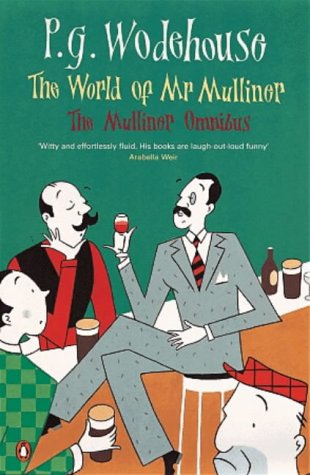 P.G. Wodehouse
The World of Mr Mulliner
The Mulliner Omnibus
‘Witty and effortlessly fluid. His books are laugh-out-loud funny’
Arabella Weir